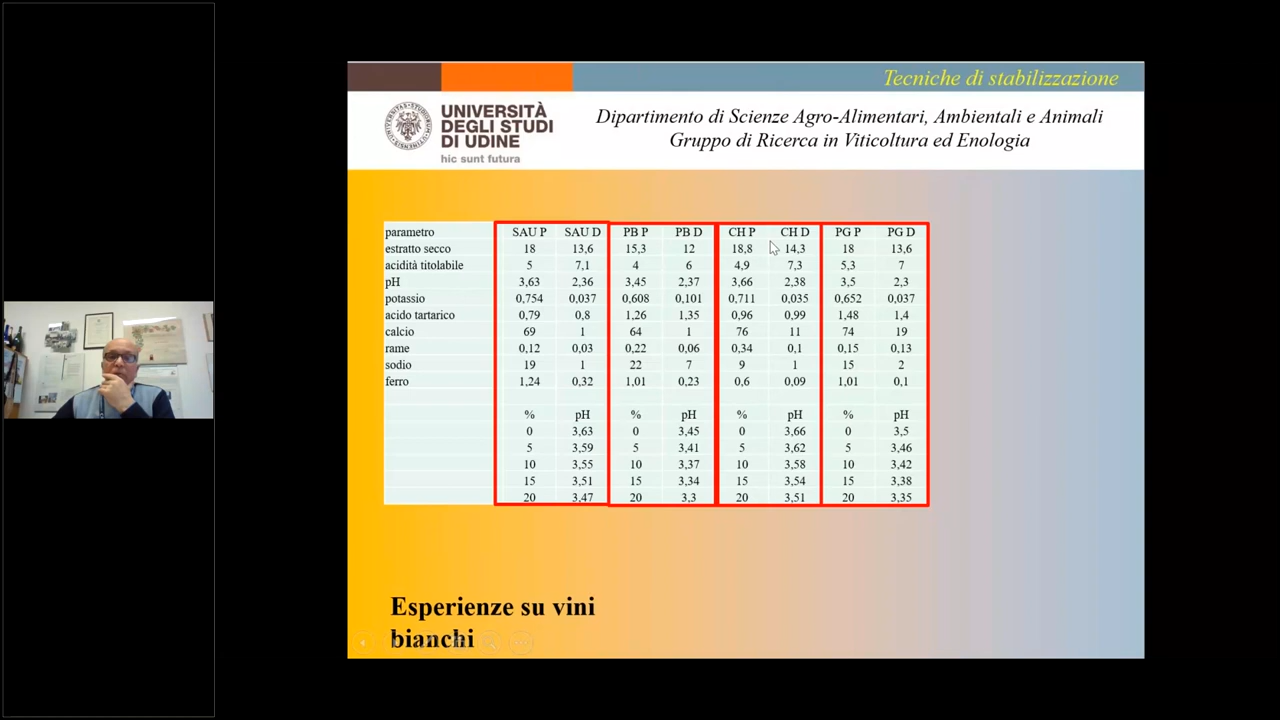 Tecniche di stabilizzazione
UNIVERSITÀ
DEGLI STUDI
DI UDINE
hic sunt futura
Dipartimento di Scienze Agro-Alimentari, Ambientali e Animali
Gruppo di Ricerca in Viticoltura ed Enologia
parametro SAU P SAU D PB P PB D CH P CH D PG P PG D
estratto secco 18 13,6 15,3 12 18,8 14,3 18 13,6
acidità titolabile 5 7,1 4 6 4,9 7,3 5,3 7
pH 3,63 2,36 3,45 2,37 3,66 2,38 3,5 2,3
potassio 0,754 0,037 0,608 0,101 0,711 0,035 0,652 0,037
acido tartarico 0,79 0,8 1,26 1,35 0,96 0,99 1,48 1,4
calcio 69 1 64 1 76 11 74 19
rame 0,12 0,03 0,22 0,06 0,34 0,1 0,15 0,13
sodio 19 1 22 7 9 1 15 2
ferro 1,24 0,32 1,01 0,23 0,6 0,09 1,01 0,1
% pH % pH % pH % pH
0 3,63 0 3,45 0 3,66 0 3,5
5 3,59 5 3,41 5 3,62 5 3,46
10 3,55 10 3,37 10 3,58 10 3,42
15 3,51 15 3,34 15 3,54 15 3,38
20 3,47 20 3,3 20 3,51 20 3,35
Esperienze su vini
bianchi